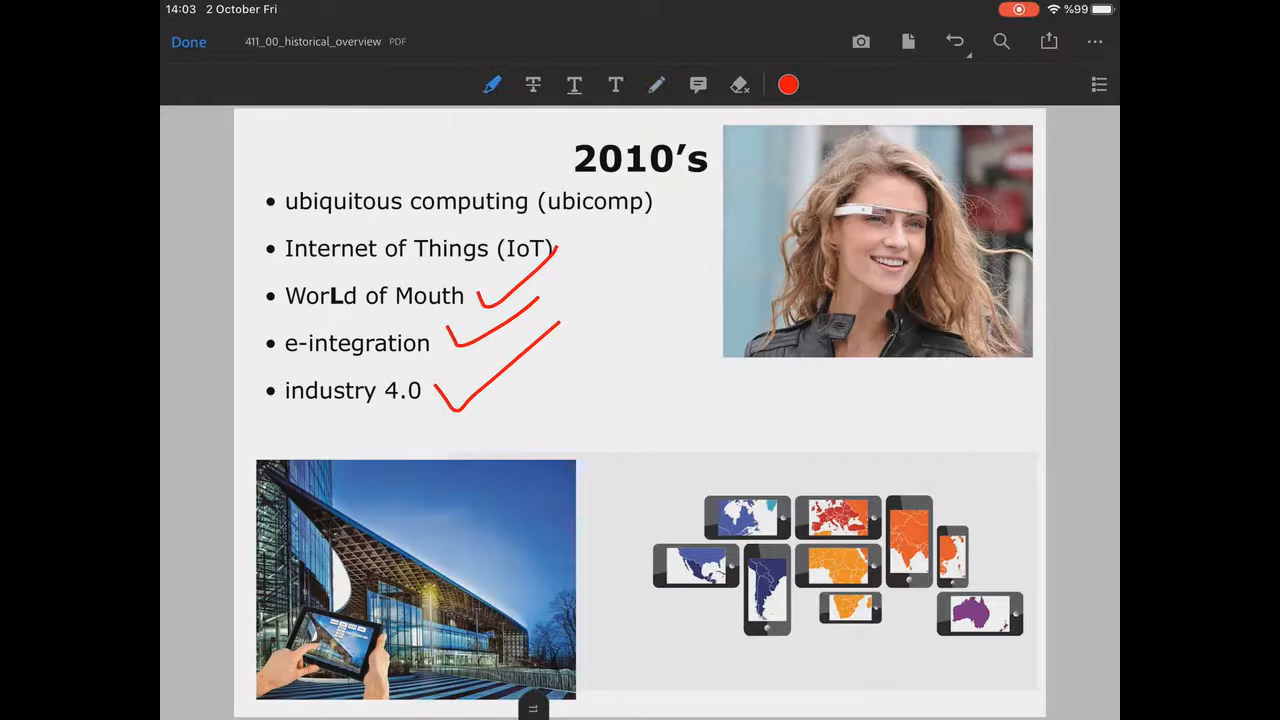 14:03 2 October Fri
%99
Done
411_00_historical_overview PDF
T T T
2010's
• ubiquitous computing (ubicomp)
• Internet of Things (IoT)
• WorLd of Mouth
• e-integration
• industry 4.0
11